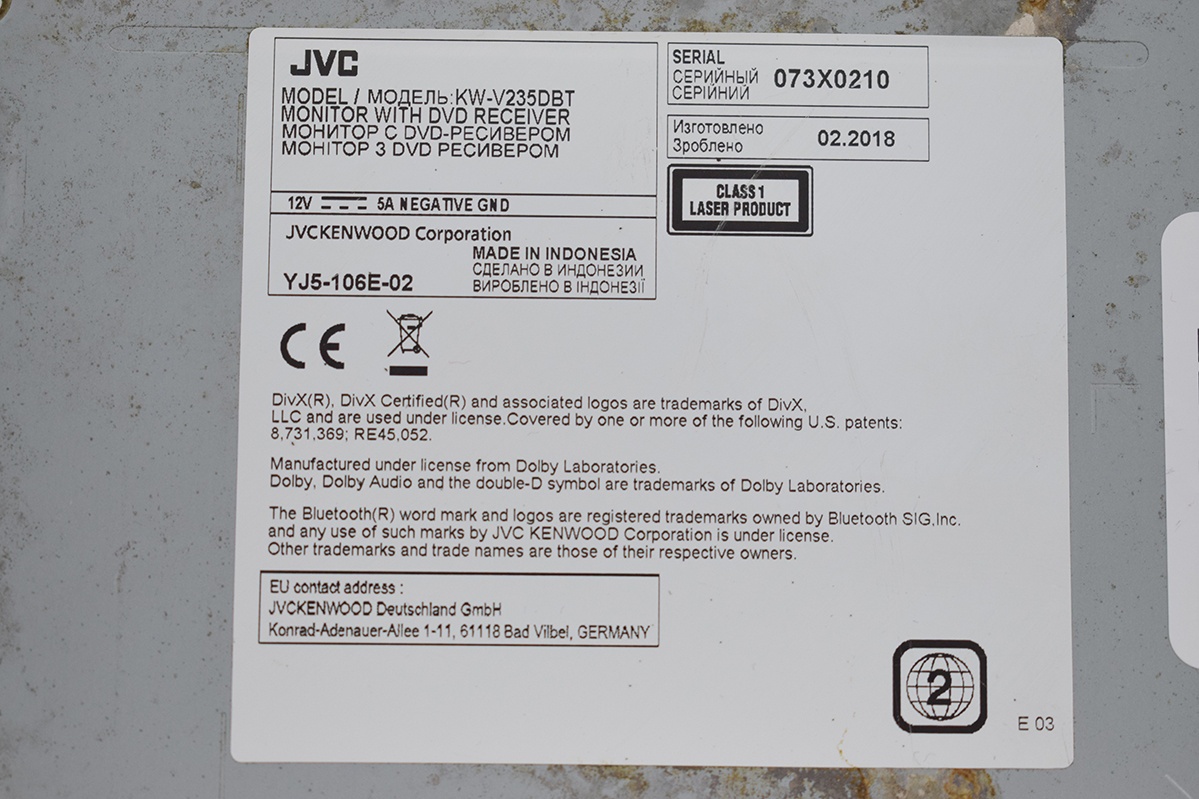 JVC
MODEL / МОДЕЛЬ:KW-V235DBT
MONITOR WITH DVD RECEIVER
МОНИТОР С DVD-РЕСИВЕРОМ
МОНІТОР З DVD РЕСИВЕРОМ
12V 5A NEGATIVE GND
JVCKENWOOD Corporation
MADE IN INDONESIA
СДЕЛАНО В ИНДОНЕЗИИ
YJ5-106E-02
ВИРОБЛЕНО В ІНДОНЕЗІЇ
SERIAL
СЕРИЙНЫЙ 073X0210
СЕРІЙНИЙ
Изготовлено
Зроблено 02.2018
CLASS 1
LASER PRODUCT
CE
DivX(R), DivX Certified(R) and associated logos are trademarks of DivX,
LLC and are used under license.Covered by one or more of the following U.S. patents:
8,731,369; RE45,052.
Manufactured under license from Dolby Laboratories.
Dolby, Dolby Audio and the double-D symbol are trademarks of Dolby Laboratories.
The Bluetooth(R) word mark and logos are registered trademarks owned by Bluetooth SIG,Inc.
and any use of such marks by JVC KENWOOD Corporation is under license.
Other trademarks and trade names are those of their respective owners.
EU contact address :
JVCKENWOOD Deutschland GmbH
Konrad-Adenauer-Allee 1-11, 61118 Bad Vilbel, GERMANY
2
E 03